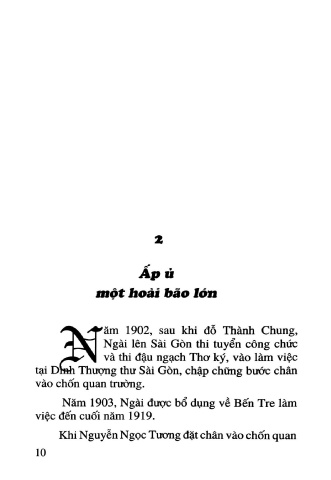 2
Ấp ủ
một hoài bão lớn
Năm 1902, sau khi đỗ Thành Chung,
Ngài lên Sài Gòn thi tuyển công chức
và thi đậu ngạch Thơ ký, vào làm việc
tại Dinh Thượng thư Sài Gòn, chập chững bước chân
vào chốn quan trường.
Năm 1903, Ngài được bổ dụng về Bến Tre làm
việc đến cuối năm 1919.
Khi Nguyễn Ngọc Tương đặt chân vào chốn quan
10